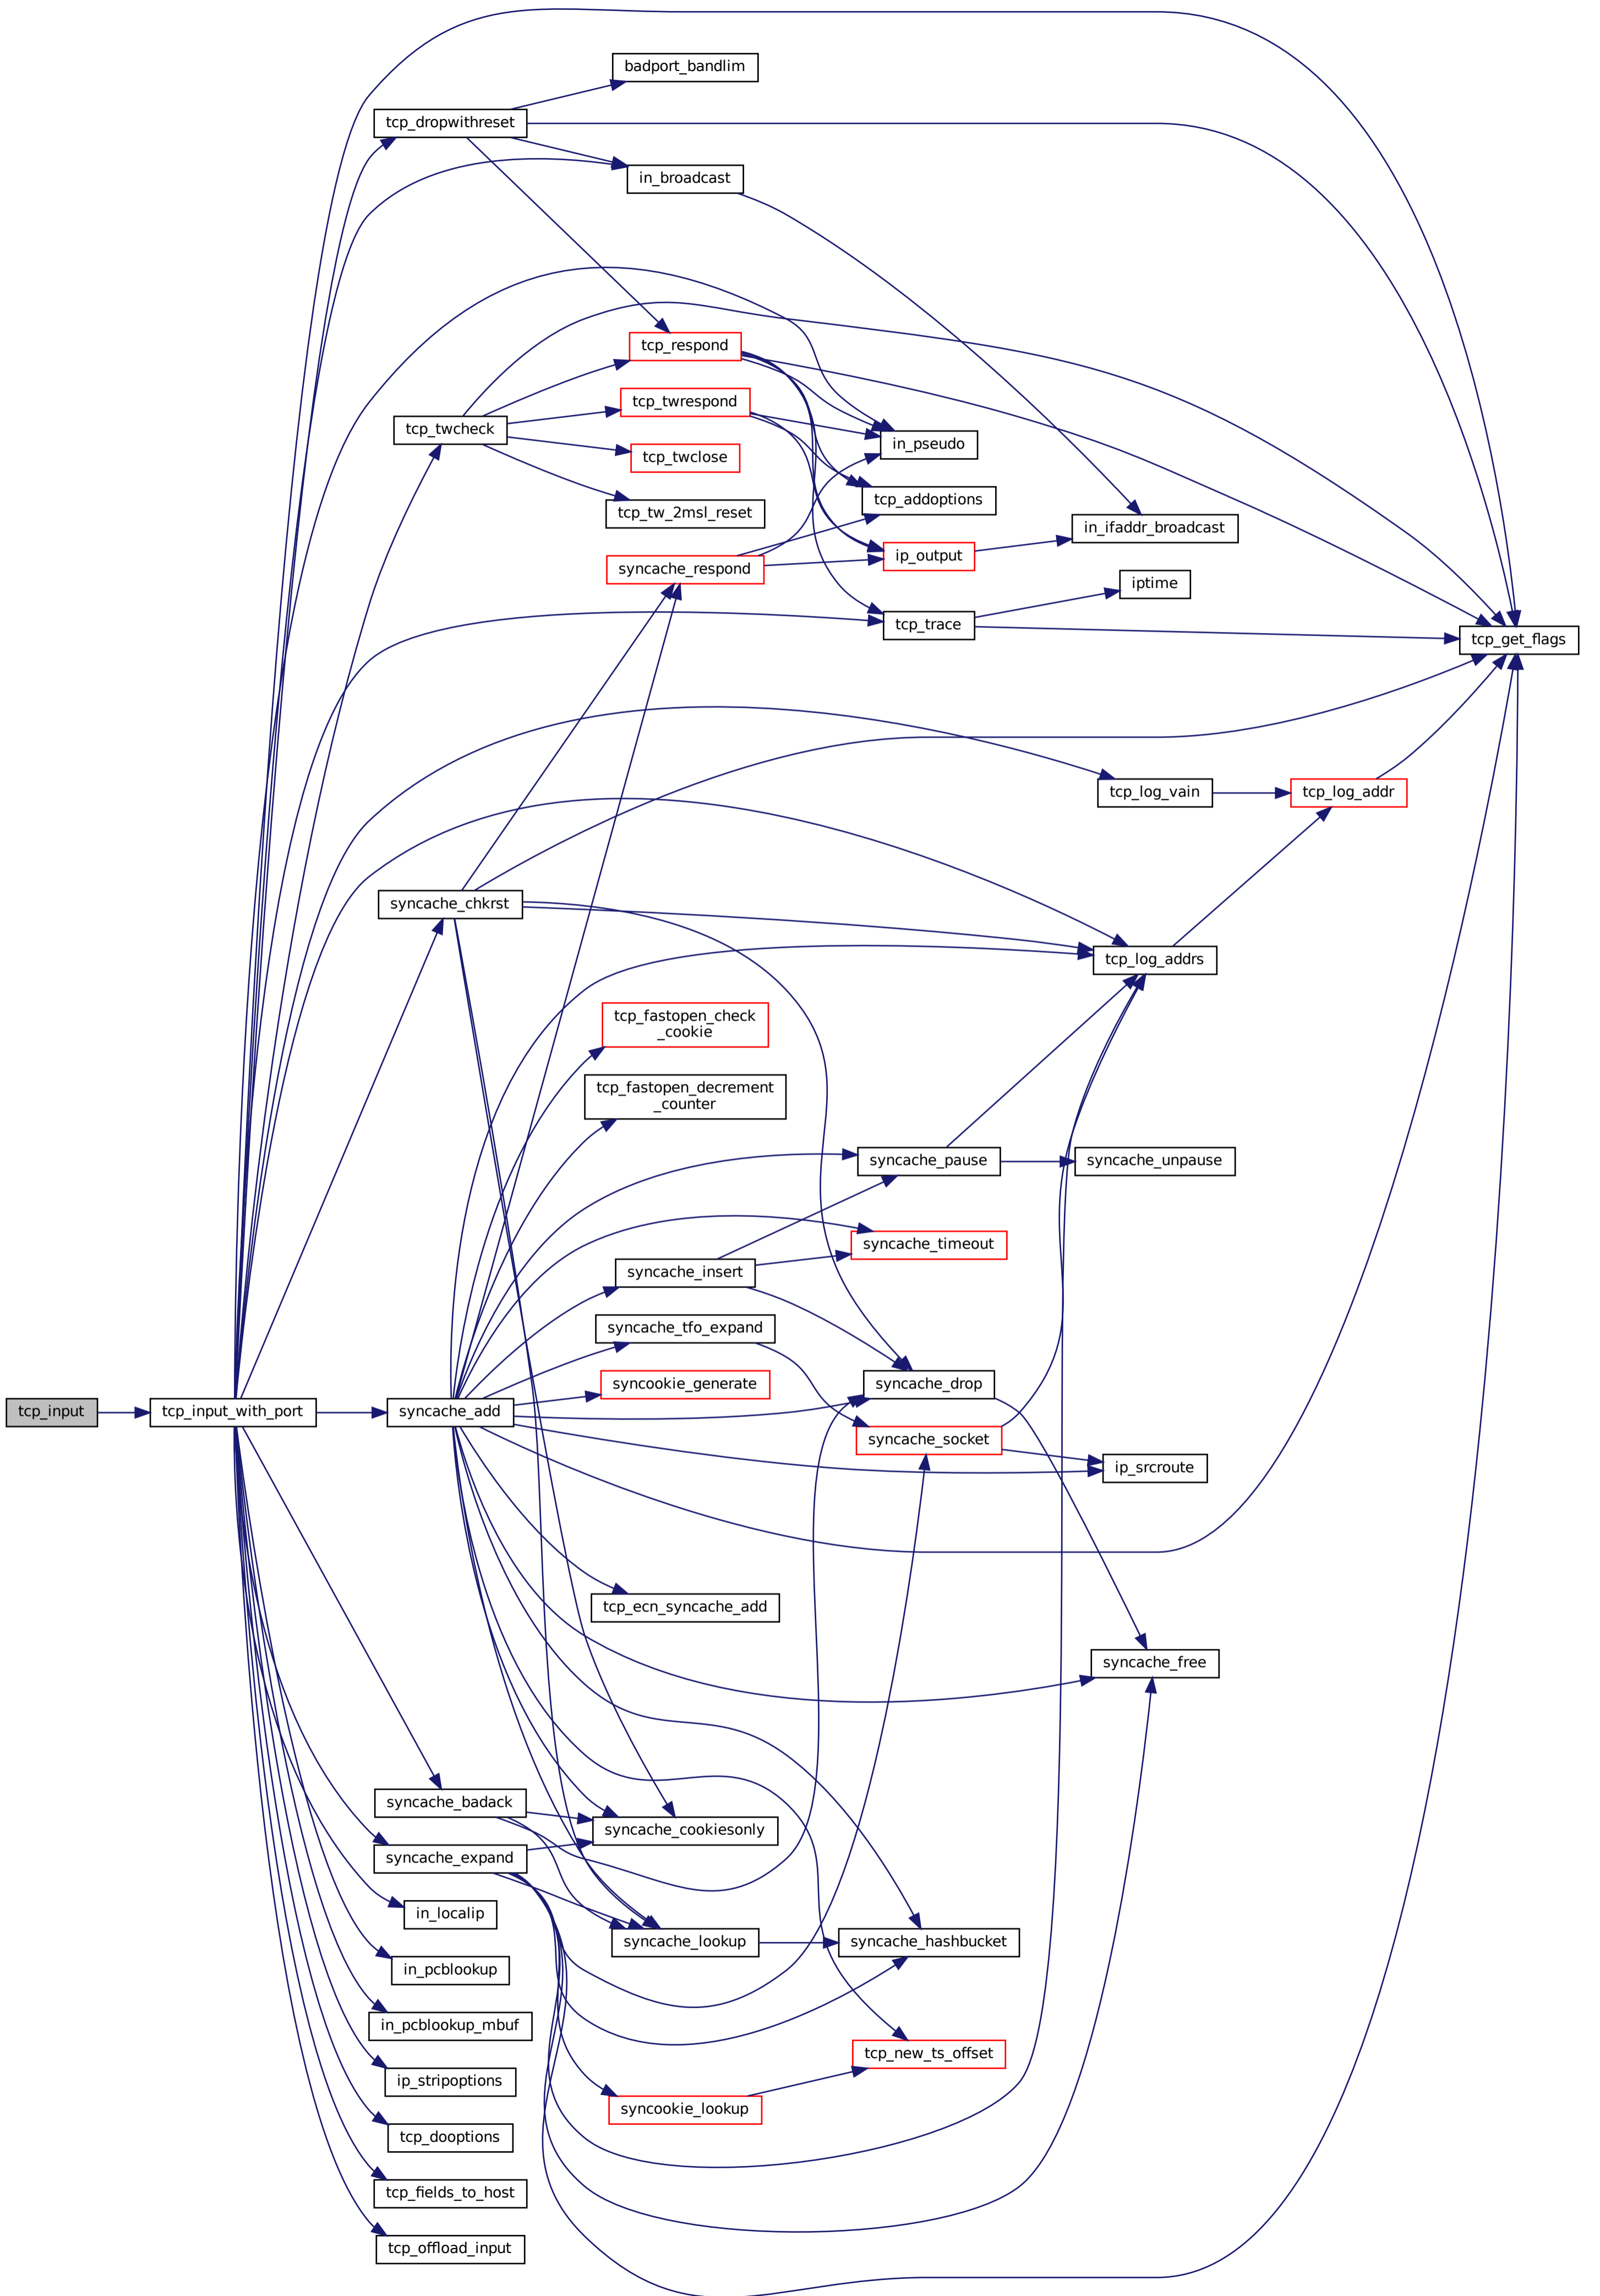 badport_bandlim
tcp_dropwithreset
in_broadcast
tcp_respond
tcp_twrespond
tcp_twcheck
in_pseudo
tcp_twclose
tcp_addoptions
tcp_tw_2msl_reset
in_ifaddr_broadcast
ip_output
syncache_respond
iptime
tcp_trace
tcp_get_flags
tcp_log_vain
tcp_log_addr
syncache_chkrst
tcp_log_addrs
tcp_fastopen_check
_cookie
tcp_fastopen_decrement
_counter
syncache_pause
syncache_unpause
syncache_timeout
syncache_insert
syncache_tfo_expand
syncookie_generate
syncache_drop
tcp_input
tcp_input_with_port
syncache_add
syncache_socket
ip_srcroute
tcp_ecn_syncache_add
syncache_free
syncache_badack
syncache_cookiesonly
syncache_expand
in_localip
syncache_lookup
syncache_hashbucket
in_pcblookup
in_pcblookup_mbuf
tcp_new_ts_offset
ip_stripoptions
syncookie_lookup
tcp_dooptions
tcp_fields_to_host
tcp_offload_input